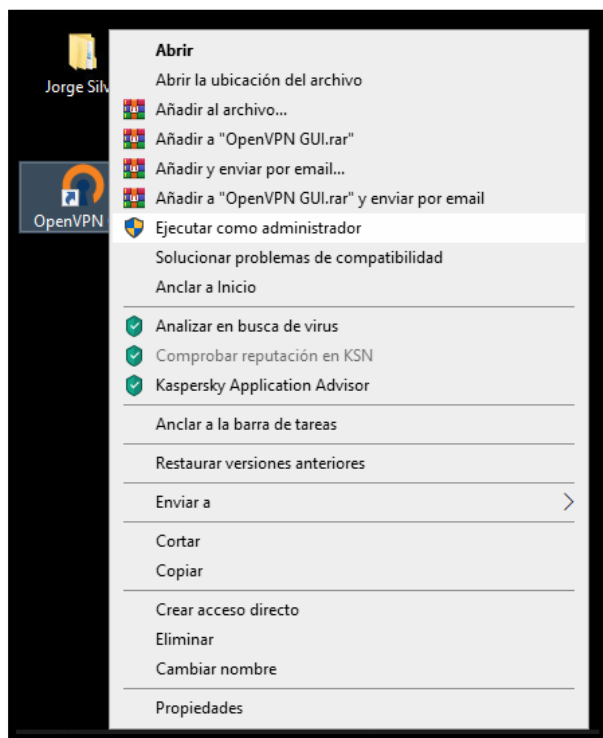 Jorge Silv
OpenVPN
Abrir
Abrir la ubicación del archivo
Añadir al archivo...
Añadir a "OpenVPN GUI.rar"
Añadir y enviar por email...
Añadir a "OpenVPN GUI.rar" y enviar por email
Ejecutar como administrador
Solucionar problemas de compatibilidad
Anclar a Inicio
Analizar en busca de virus
Comprobar reputación en KSN
Kaspersky Application Advisor
Anclar a la barra de tareas
Restaurar versiones anteriores
Enviar a
Cortar
Copiar
Crear acceso directo
Eliminar
Cambiar nombre
Propiedades